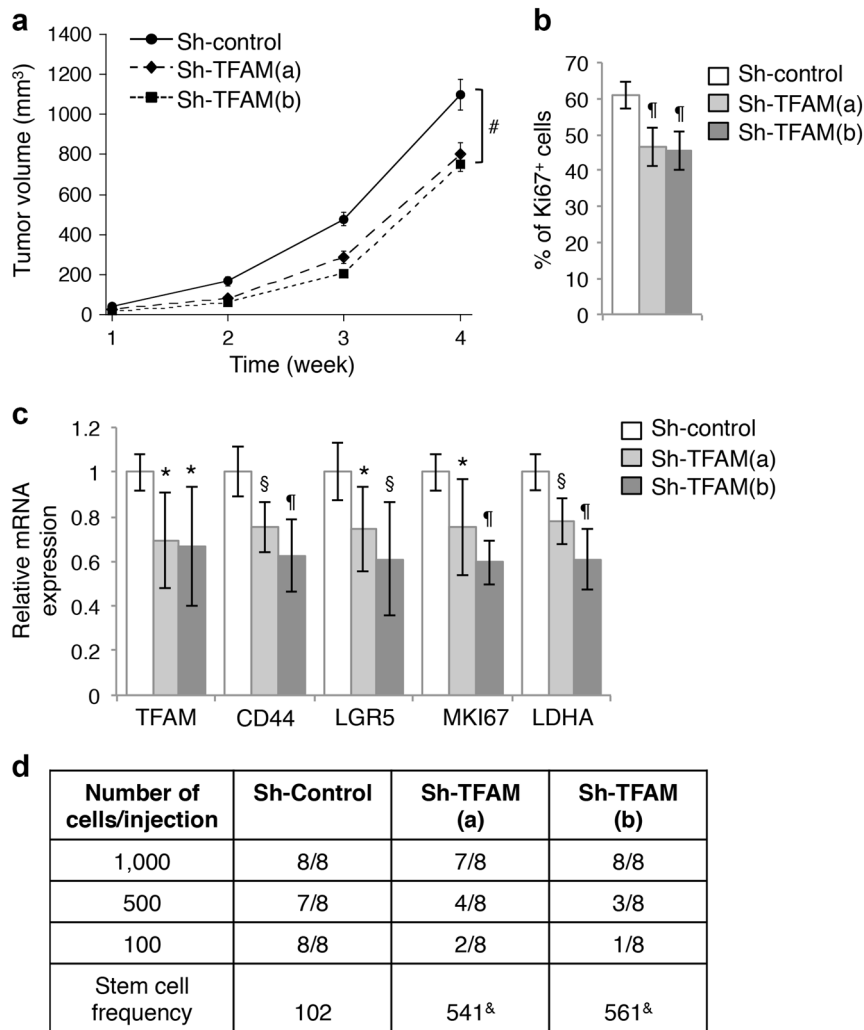 a
Tumor volume (mm³)
1400
1200
1000
800
600
400
200
0
Sh-control
Sh-TFAM(a)
Sh-TFAM(b)
#
1 2 3 4
Time (week)
b
% of Ki67⁺ cells
70
60
50
40
30
20
10
0
¶ ¶
Sh-control
Sh-TFAM(a)
Sh-TFAM(b)
c
Relative mRNA
expression
1.2
1
0.8
0.6
0.4
0.2
0
* * § ¶ * § * ¶ § ¶
TFAM CD44 LGR5 MKI67 LDHA
Sh-control
Sh-TFAM(a)
Sh-TFAM(b)
d
Number of
cells/injection
Sh-Control
Sh-TFAM
(a)
Sh-TFAM
(b)
1,000 8/8 7/8 8/8
500 7/8 4/8 3/8
100 8/8 2/8 1/8
Stem cell
frequency
102 541& 561&